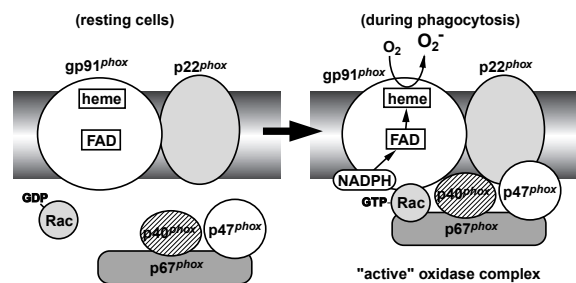 (resting cells)
gp91phox
p22phox
heme
FAD
GDP
Rac
p40phox
p47phox
p67phox
(during phagocytosis)
O2
O2-
gp91phox
p22phox
heme
FAD
NADPH
GTP
Rac
p40phox
p47phox
p67phox
"active" oxidase complex